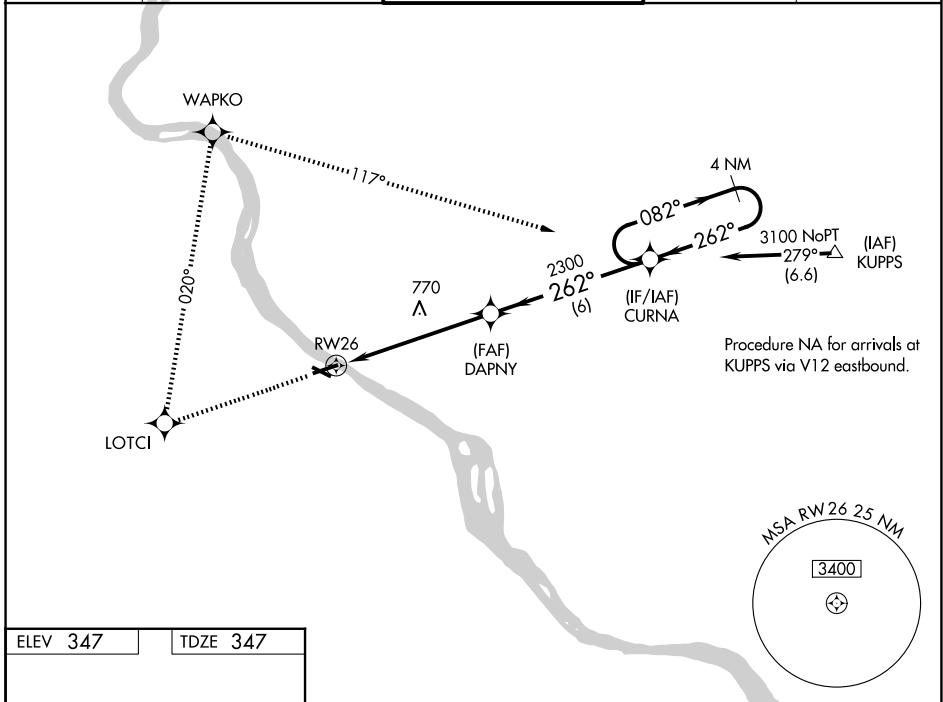 WAPKO
4 NM
117°
082°
262°
3100 NoPT
279°
(6.6)
(IAF)
KUPPS
020°
2300
262°
(6)
(IF/IAF)
CURNA
770
RW26
(FAF)
DAPNY
Procedure NA for arrivals at
KUPPS via V12 eastbound.
LOTCI
MSA RW26 25 NM
3400
ELEV 347
TDZE 347